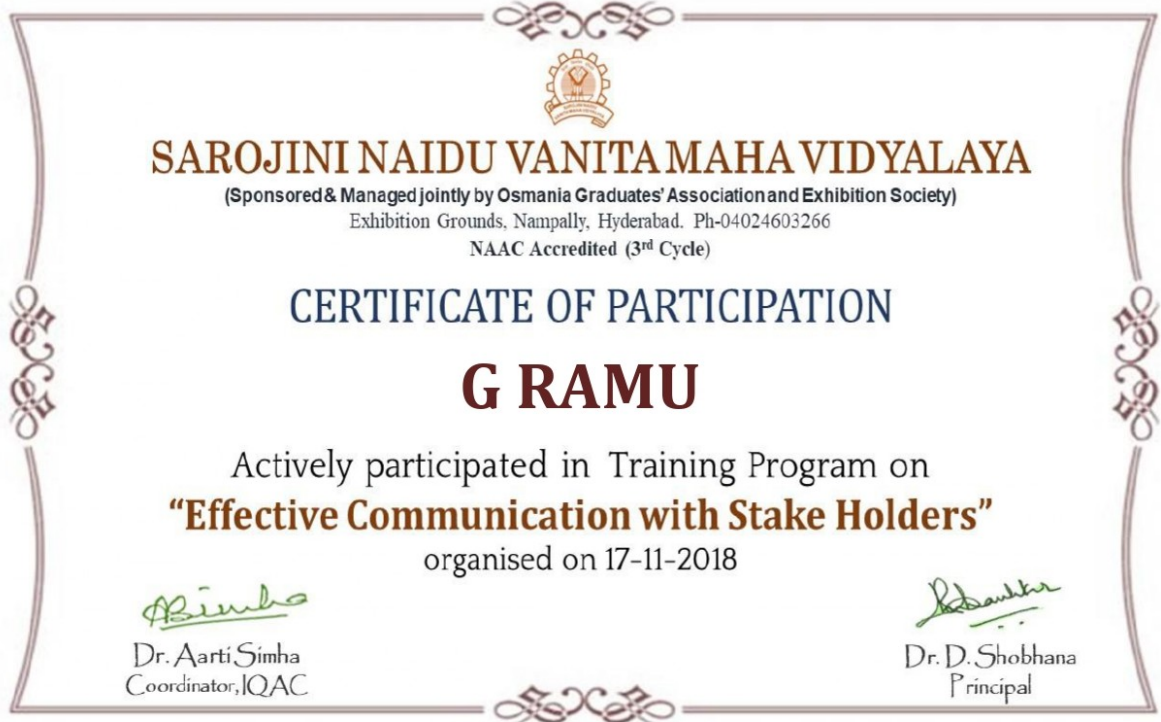 SAROJINI NAIDU VANITA MAHA VIDYALAYA
(Sponsored & Managed jointly by Osmania Graduates' Association and Exhibition Society)
Exhibition Grounds, Nampally, Hyderabad. Ph-04024603266
NAAC Accredited (3rd Cycle)
CERTIFICATE OF PARTICIPATION
G RAMU
Actively participated in Training Program on
“Effective Communication with Stake Holders”
organised on 17-11-2018
Dr. Aarti Simha
Coordinator, IQAC
Dr. D. Shobhana
Principal